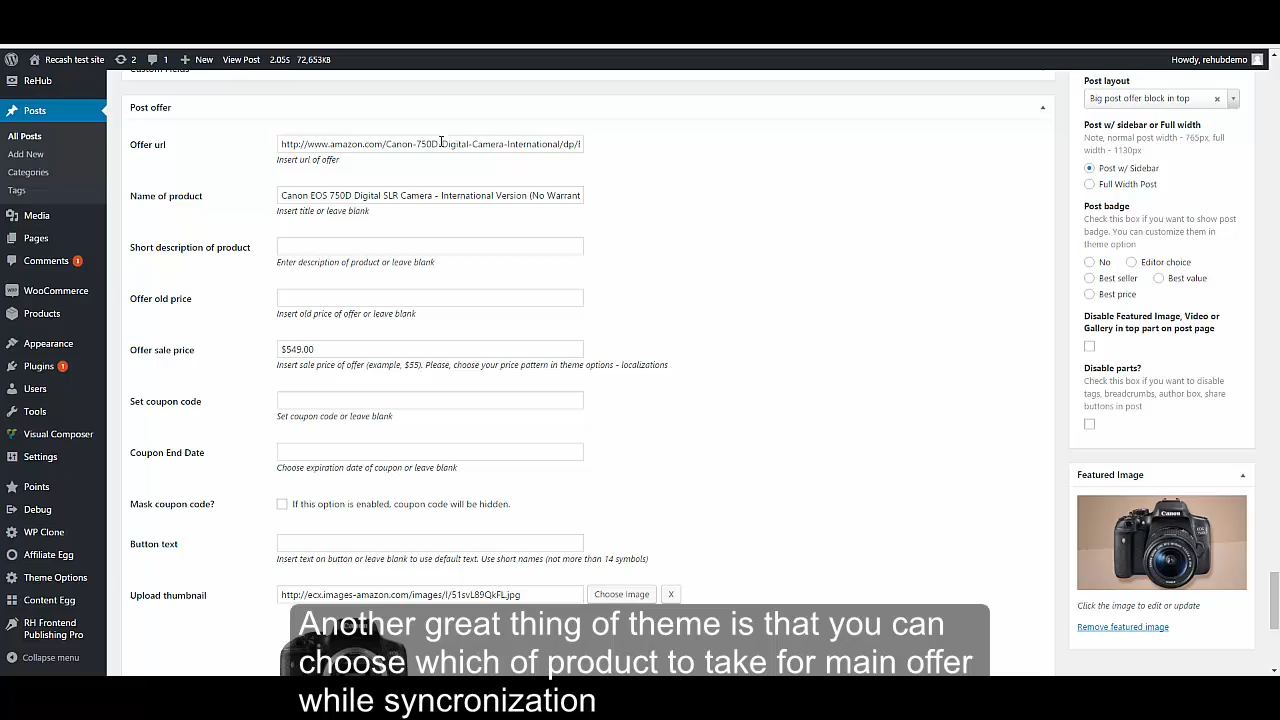 Recash test site
2
1
New
View Post
2.05s
72,653kB
Howdy, rehubdemo
ReHub
Posts
All Posts
Add New
Categories
Tags
Media
Pages
Comments 1
WooCommerce
Products
Appearance
Plugins 1
Users
Tools
Visual Composer
Settings
Points
Debug
WP Clone
Affiliate Egg
Theme Options
Content Egg
RH Frontend
Publishing Pro
Collapse menu
Custom Fields
Post offer
Offer url
http://www.amazon.com/Canon-750D-Digital-Camera-International/dp/
Insert url of offer
Name of product
Canon EOS 750D Digital SLR Camera - International Version (No Warrant
Insert title or leave blank
Short description of product
Enter description of product or leave blank
Offer old price
Insert old price of offer or leave blank
Offer sale price
$549.00
Insert sale price of offer (example, $55). Please, choose your price pattern in theme options - localizations
Set coupon code
Set coupon code or leave blank
Coupon End Date
Choose expiration date of coupon or leave blank
Mask coupon code?
If this option is enabled, coupon code will be hidden.
Button text
Insert text on button or leave blank to use default text. Use short names (not more than 14 symbols)
Upload thumbnail
http://ecx.images-amazon.com/images/I/51svL89QkFL.jpg
Choose Image
X
Post layout
Big post offer block in top
Post w/ sidebar or Full width
Note, normal post width - 765px, full
width - 1130px
Post w/ Sidebar
Full Width Post
Post badge
Check this box if you want to show post
badge. You can customize them in
theme option
No
Editor choice
Best seller
Best value
Best price
Disable Featured Image, Video or
Gallery in top part on post page
Disable parts?
Check this box if you want to disable
tags, breadcrumbs, author box, share
buttons in post
Featured Image
Canon
Click the image to edit or update
Remove featured image
Another great thing of theme is that you can
choose which of product to take for main offer
while syncronization